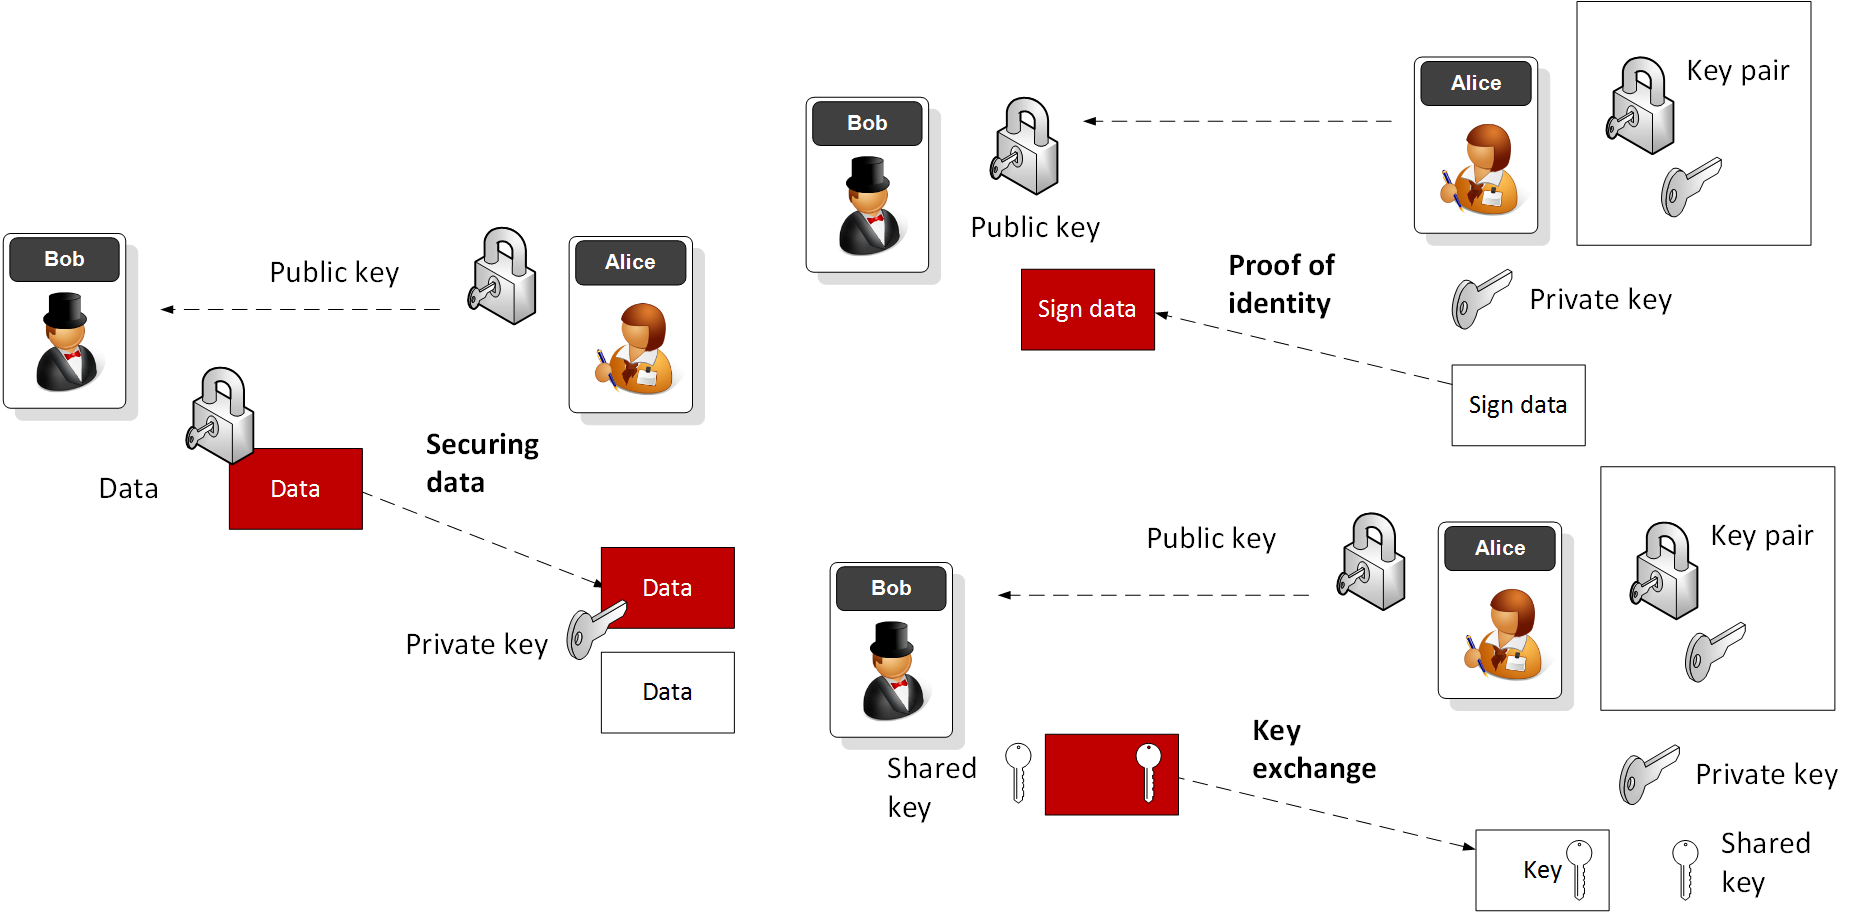 Bob
Public key
Alice
Data
Data
Securing
data
Data
Private key
Data
Bob
Public key
Alice
Key pair
Proof of
identity
Private key
Sign data
Sign data
Public key
Bob
Alice
Key pair
Shared
key
Key
exchange
Private key
Key
Shared
key